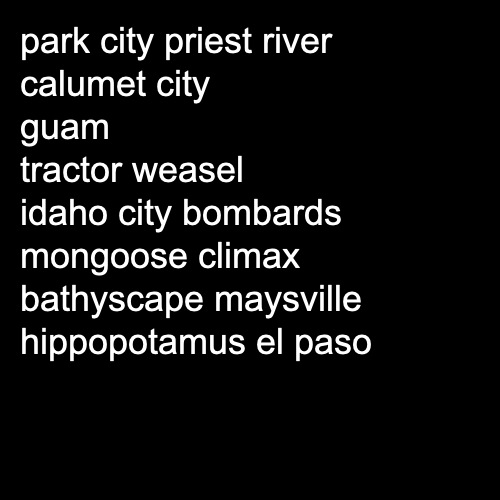 park city priest river
calumet city
guam
tractor weasel
idaho city bombards
mongoose climax
bathyscape maysville
hippopotamus el paso